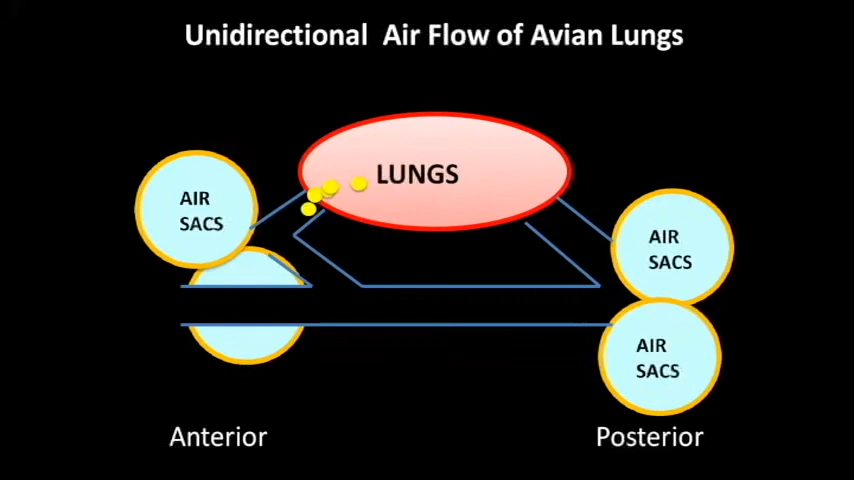 Unidirectional Air Flow of Avian Lungs
LUNGS
AIR
SACS
AIR
SACS
AIR
SACS
Anterior
Posterior